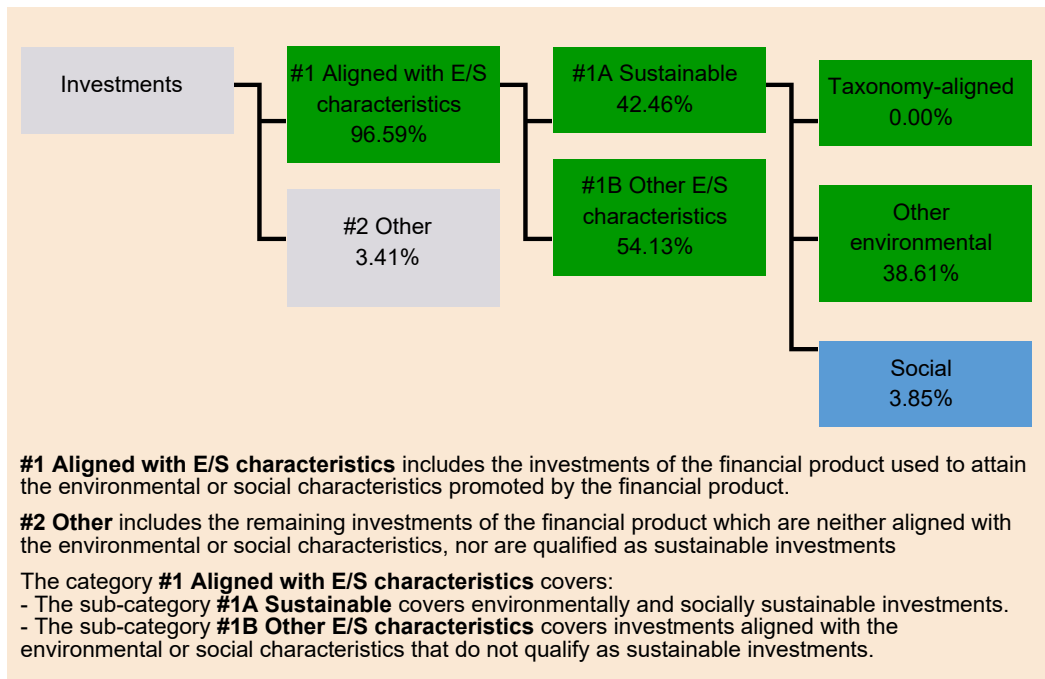 Investments
#1 Aligned with E/S
characteristics
96.59%
#2 Other
3.41%
#1A Sustainable
42.46%
#1B Other E/S
characteristics
54.13%
Taxonomy-aligned
0.00%
Other
environmental
38.61%
Social
3.85%
#1 Aligned with E/S characteristics includes the investments of the financial product used to attain
the environmental or social characteristics promoted by the financial product.
#2 Other includes the remaining investments of the financial product which are neither aligned with
the environmental or social characteristics, nor are qualified as sustainable investments
The category #1 Aligned with E/S characteristics covers:
- The sub-category #1A Sustainable covers environmentally and socially sustainable investments.
- The sub-category #1B Other E/S characteristics covers investments aligned with the
environmental or social characteristics that do not qualify as sustainable investments.